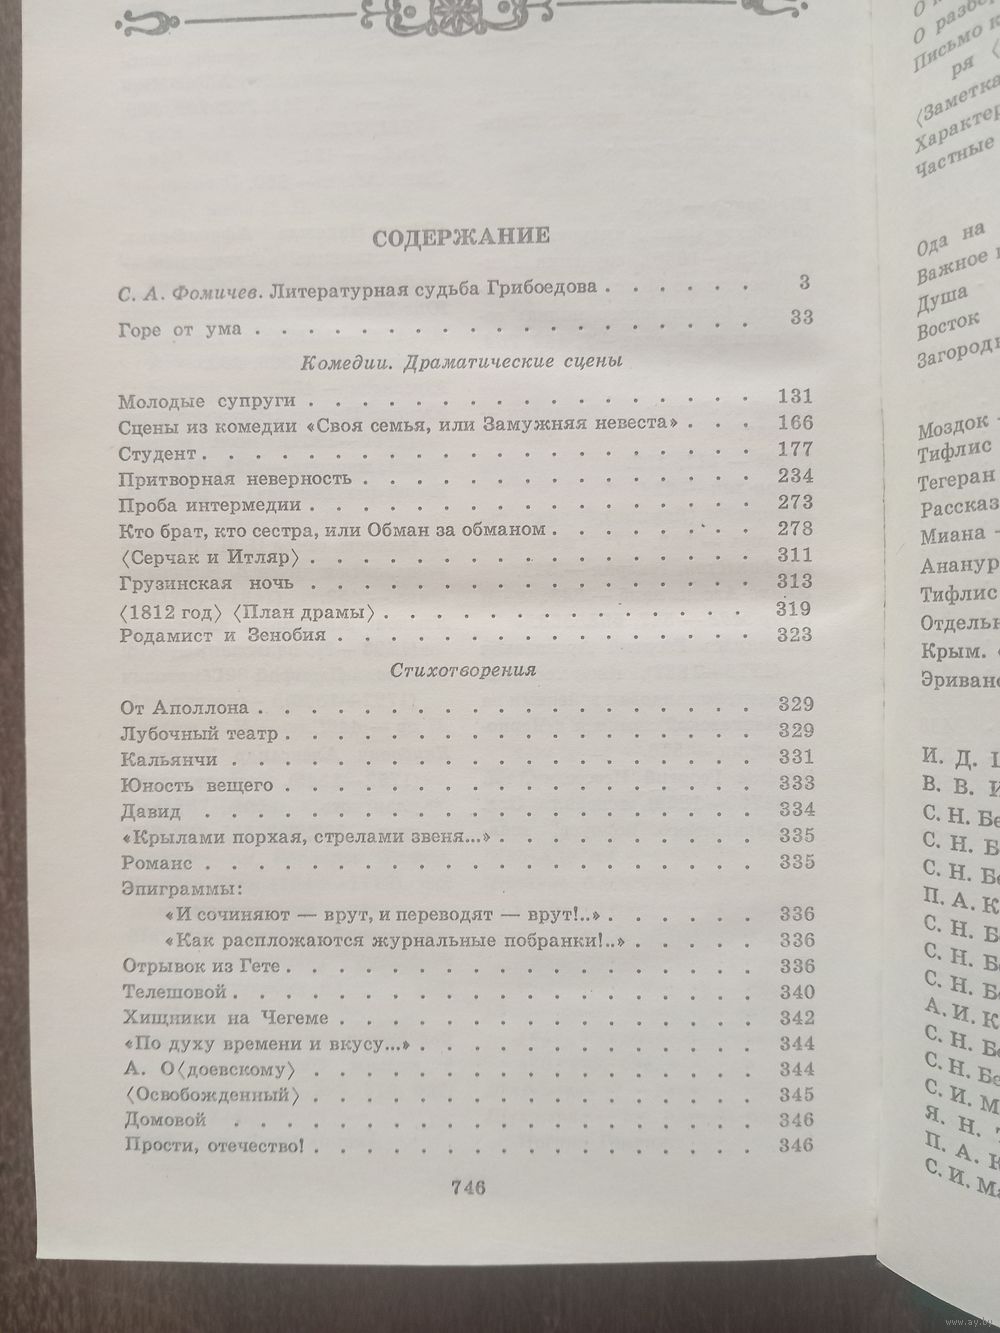 СОДЕРЖАНИЕ
С. А. Фомичев. Литературная судьба Грибоедова . . . . . . 3
Горе от ума . . . . . . . . . . . . . . . . . . . 33
Комедии. Драматические сцены
Молодые супруги . . . . . . . . . . . . . . . . . 131
Сцены из комедии «Своя семья, или Замужняя невеста» . . . 166
Студент . . . . . . . . . . . . . . . . . . . . . 177
Притворная неверность . . . . . . . . . . . . . . . 234
Проба интермедии . . . . . . . . . . . . . . . . . 273
Кто брат, кто сестра, или Обман за обманом . . . . . . . . 278
〈Серчак и Итляр〉 . . . . . . . . . . . . . . . . . 311
Грузинская ночь . . . . . . . . . . . . . . . . . 313
〈1812 год〉 〈План драмы〉 . . . . . . . . . . . . . . 319
Родамист и Зенобия . . . . . . . . . . . . . . . . 323
Стихотворения
От Аполлона . . . . . . . . . . . . . . . . . . . 329
Лубочный театр . . . . . . . . . . . . . . . . . . 329
Кальянчи . . . . . . . . . . . . . . . . . . . . 331
Юность вещего . . . . . . . . . . . . . . . . . . 333
Давид . . . . . . . . . . . . . . . . . . . . . 334
«Крылами порхая, стрелами звеня...» . . . . . . . . . . 335
Романс . . . . . . . . . . . . . . . . . . . . . 335
Эпиграммы:
«И сочиняют — врут, и переводят — врут!..» . . . . . . 336
«Как распложаются журнальные побранки!..» . . . . . 336
Отрывок из Гете . . . . . . . . . . . . . . . . . . 336
Телешовой . . . . . . . . . . . . . . . . . . . . 340
Хищники на Чегеме . . . . . . . . . . . . . . . . 342
«По духу времени и вкусу...» . . . . . . . . . . . . . 344
А. О〈доевскому〉 . . . . . . . . . . . . . . . . . 344
〈Освобожденный〉 . . . . . . . . . . . . . . . . . 345
Домовой . . . . . . . . . . . . . . . . . . . . 346
Прости, отечество! . . . . . . . . . . . . . . . . . 346
746
О
О
Письмо
ря 〈
〈Заметка
Частные
Ода на
Важное
Душа
Восток
Моздок
Тифлис
Тегеран
Рассказ
Миана
Ананур
Тифлис
Крым.
И. Д.
В. В.
С. Н.
С. Н.
С. Н.
П. А.
С. Н.
С. Н.
С. Н.
А. И.
С. Н.
С. Н.
С. И.
Я. Н.
П. А.
С. И.